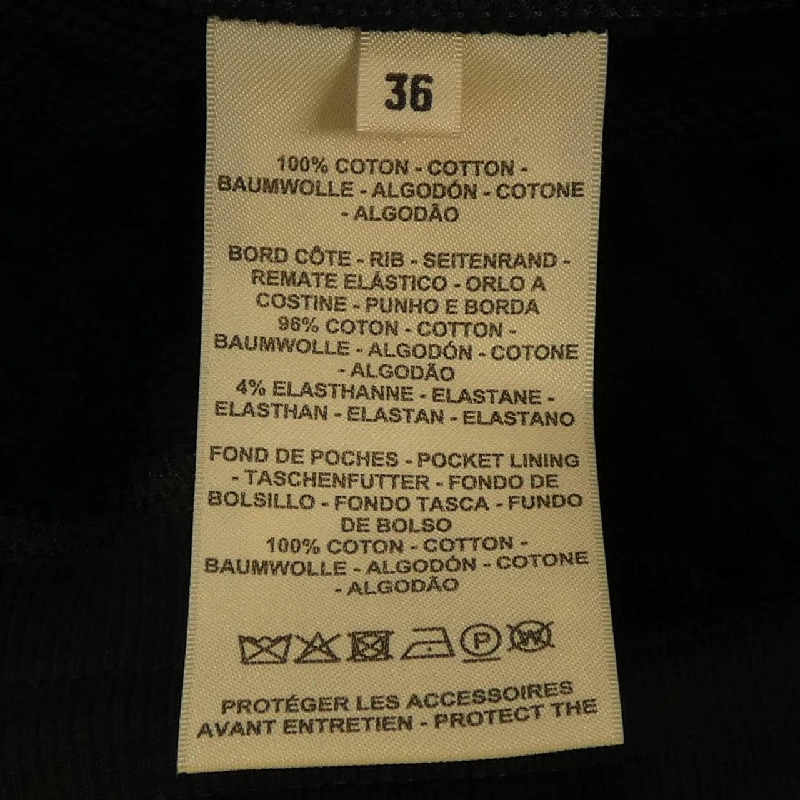 36
100% COTON - COTTON -
BAUMWOLLE - ALGODÓN - COTONE
- ALGODÃO
BORD CÔTE - RIB - SEITENRAND -
REMATE ELÁSTICO - ORLO A
COSTINE - PUNHO E BORDA
96% COTON - COTTON -
BAUMWOLLE - ALGODÓN - COTONE
- ALGODÃO
4% ELASTHANNE - ELASTANE -
ELASTHAN - ELASTAN - ELASTANO
FOND DE POCHES - POCKET LINING
- TASCHENFUTTER - FONDO DE
BOLSILLO - FONDO TASCA - FUNDO
DE BOLSO
100% COTON - COTTON -
BAUMWOLLE - ALGODÓN - COTONE
- ALGODÃO
P W
PROTÉGER LES ACCESSOIRES
AVANT ENTRETIEN - PROTECT THE